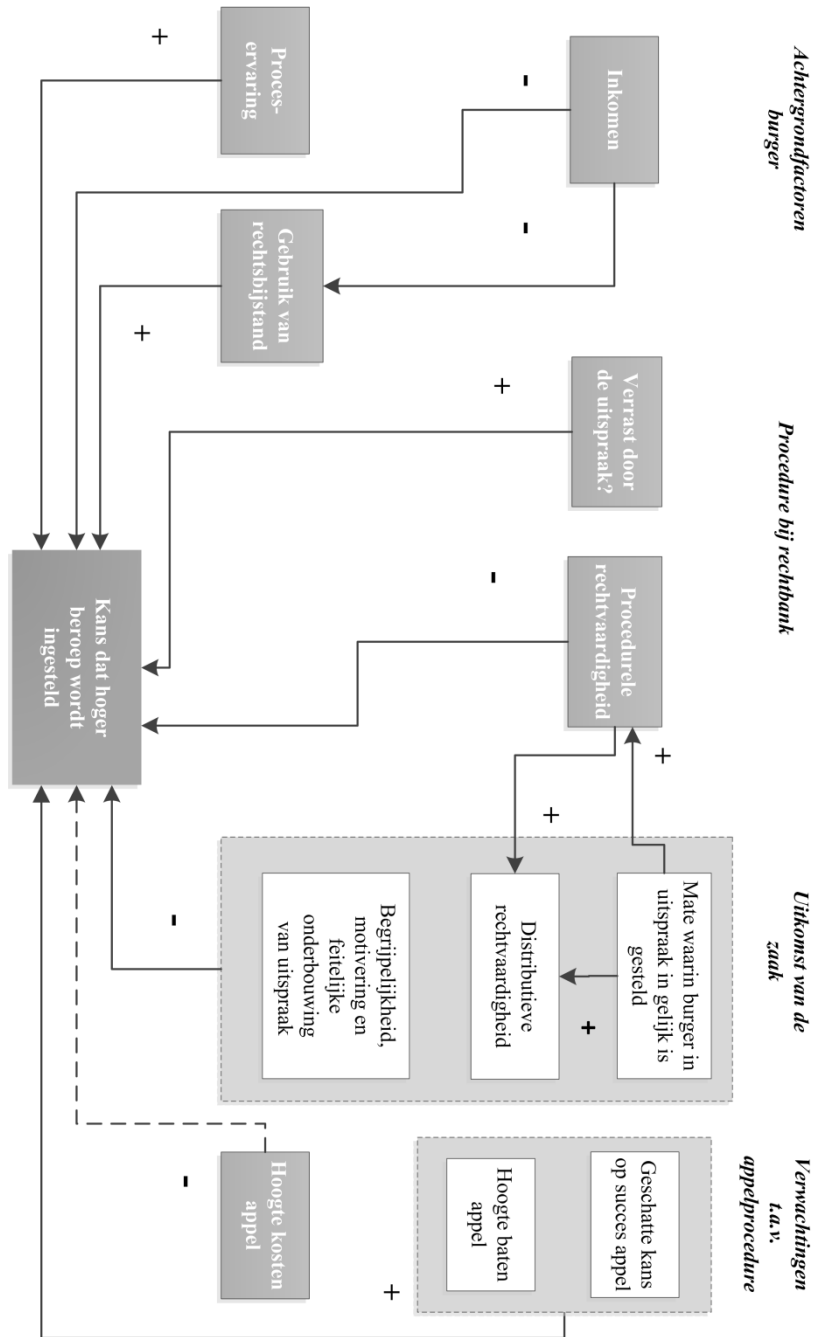 Achtergrondfactoren
burger
Procedure bij rechtbank
Uitkomst van de
zaak
Verwachtingen
t.a.v.
appelprocedure
Inkomen
-
-
Proces-
ervaring
+
Gebruik van
rechtsbijstand
+
Verrast door
de uitspraak?
+
Procedurele
rechtvaardigheid
-
+
+
Mate waarin burger in
uitspraak in gelijk is
gesteld
+
Distributieve
rechtvaardigheid
Begrijpelijkheid,
motivering en
feitelijke
onderbouwing
van uitspraak
-
Geschatte kans
op succes appel
Hoogte baten
appel
+
Hoogte kosten
appel
-
Kans dat hoger
beroep wordt
ingesteld